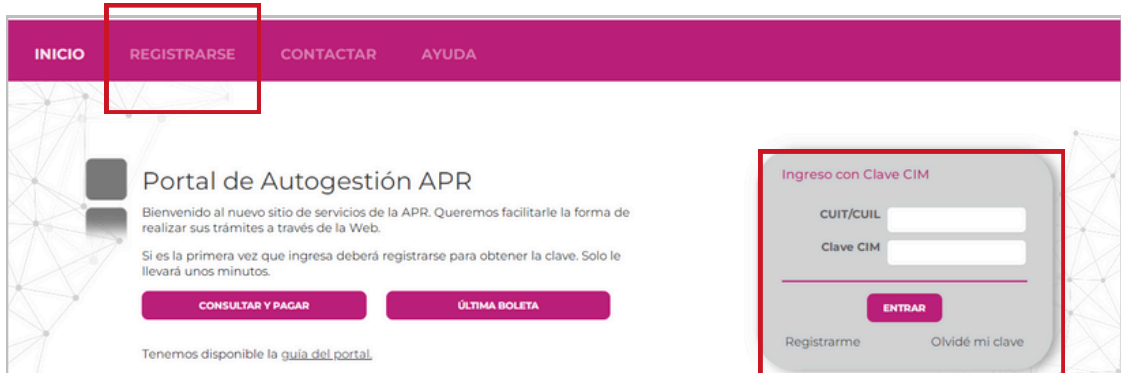 INICIO REGISTRARSE CONTACTAR AYUDA
Portal de Autogestión APR
Bienvenido al nuevo sitio de servicios de la APR. Queremos facilitarle la forma de
realizar sus trámites a través de la Web.
Si es la primera vez que ingresa deberá registrarse para obtener la clave. Solo le
llevará unos minutos.
CONSULTAR Y PAGAR ÚLTIMA BOLETA
Tenemos disponible la guía del portal.
Ingreso con Clave CIM
CUIT/CUIL
Clave CIM
ENTRAR
Registrarme Olvidé mi clave